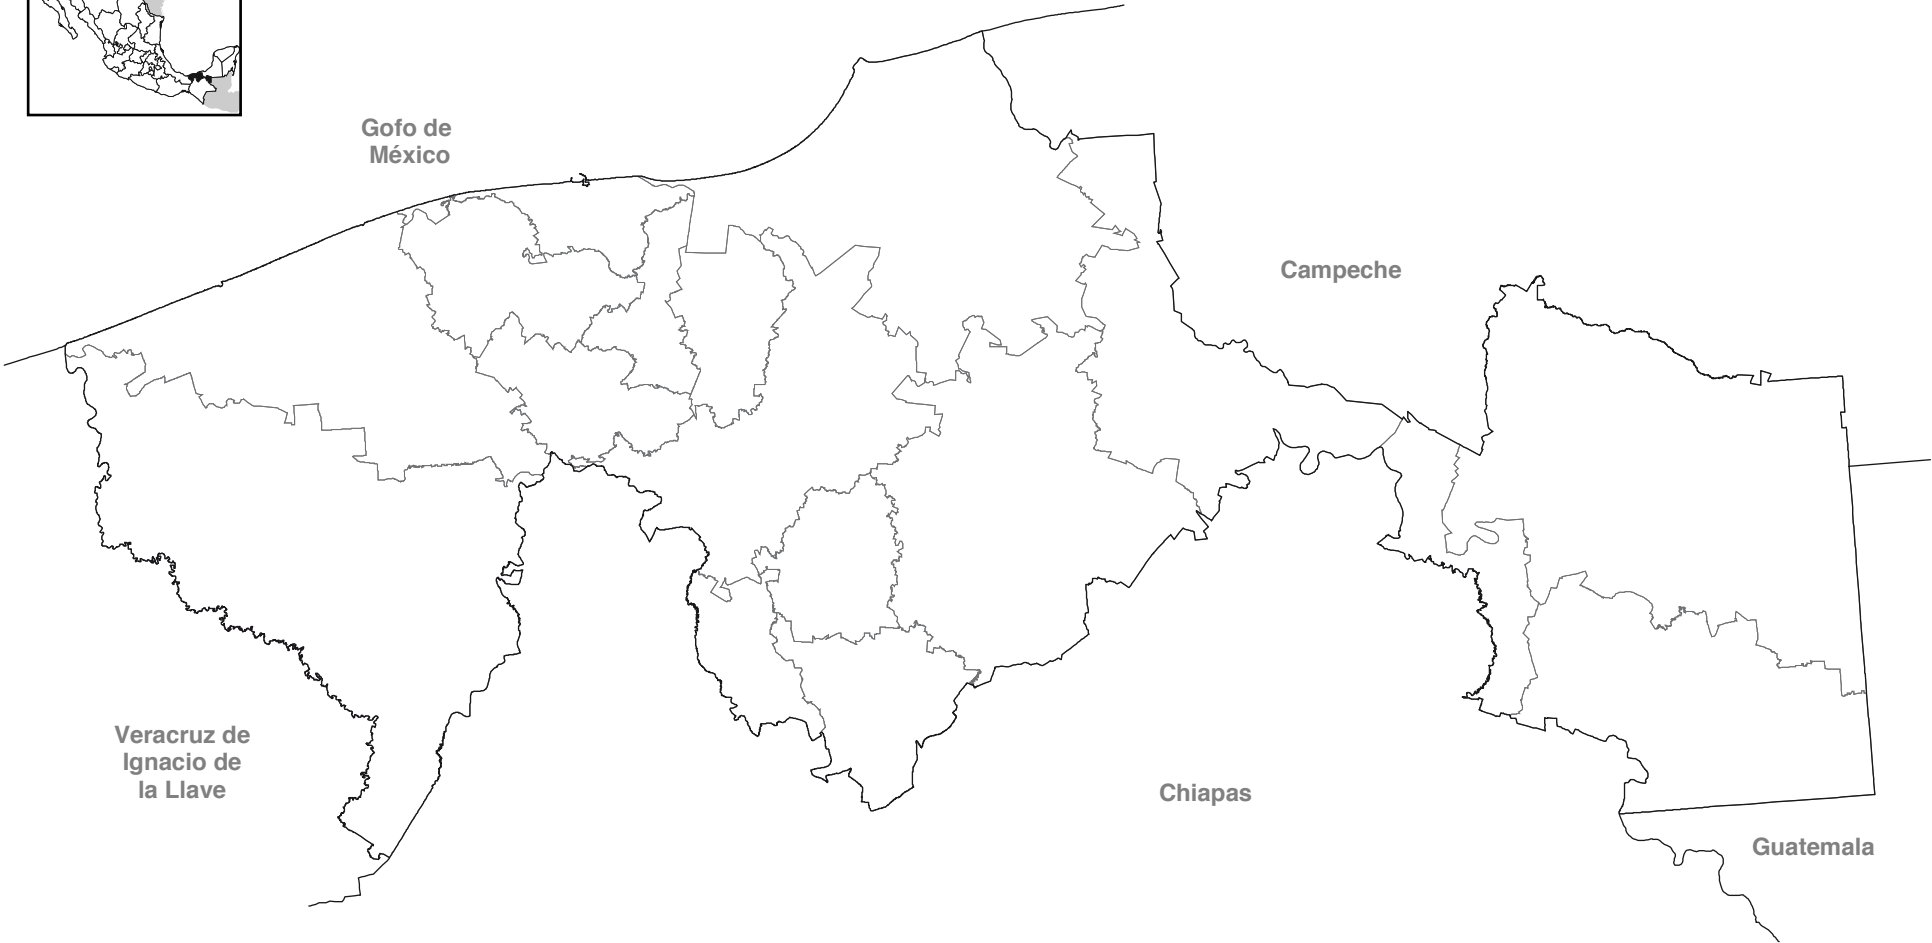 Gofo de
México
Campeche
Veracruz de
Ignacio de
la Llave
Chiapas
Guatemala